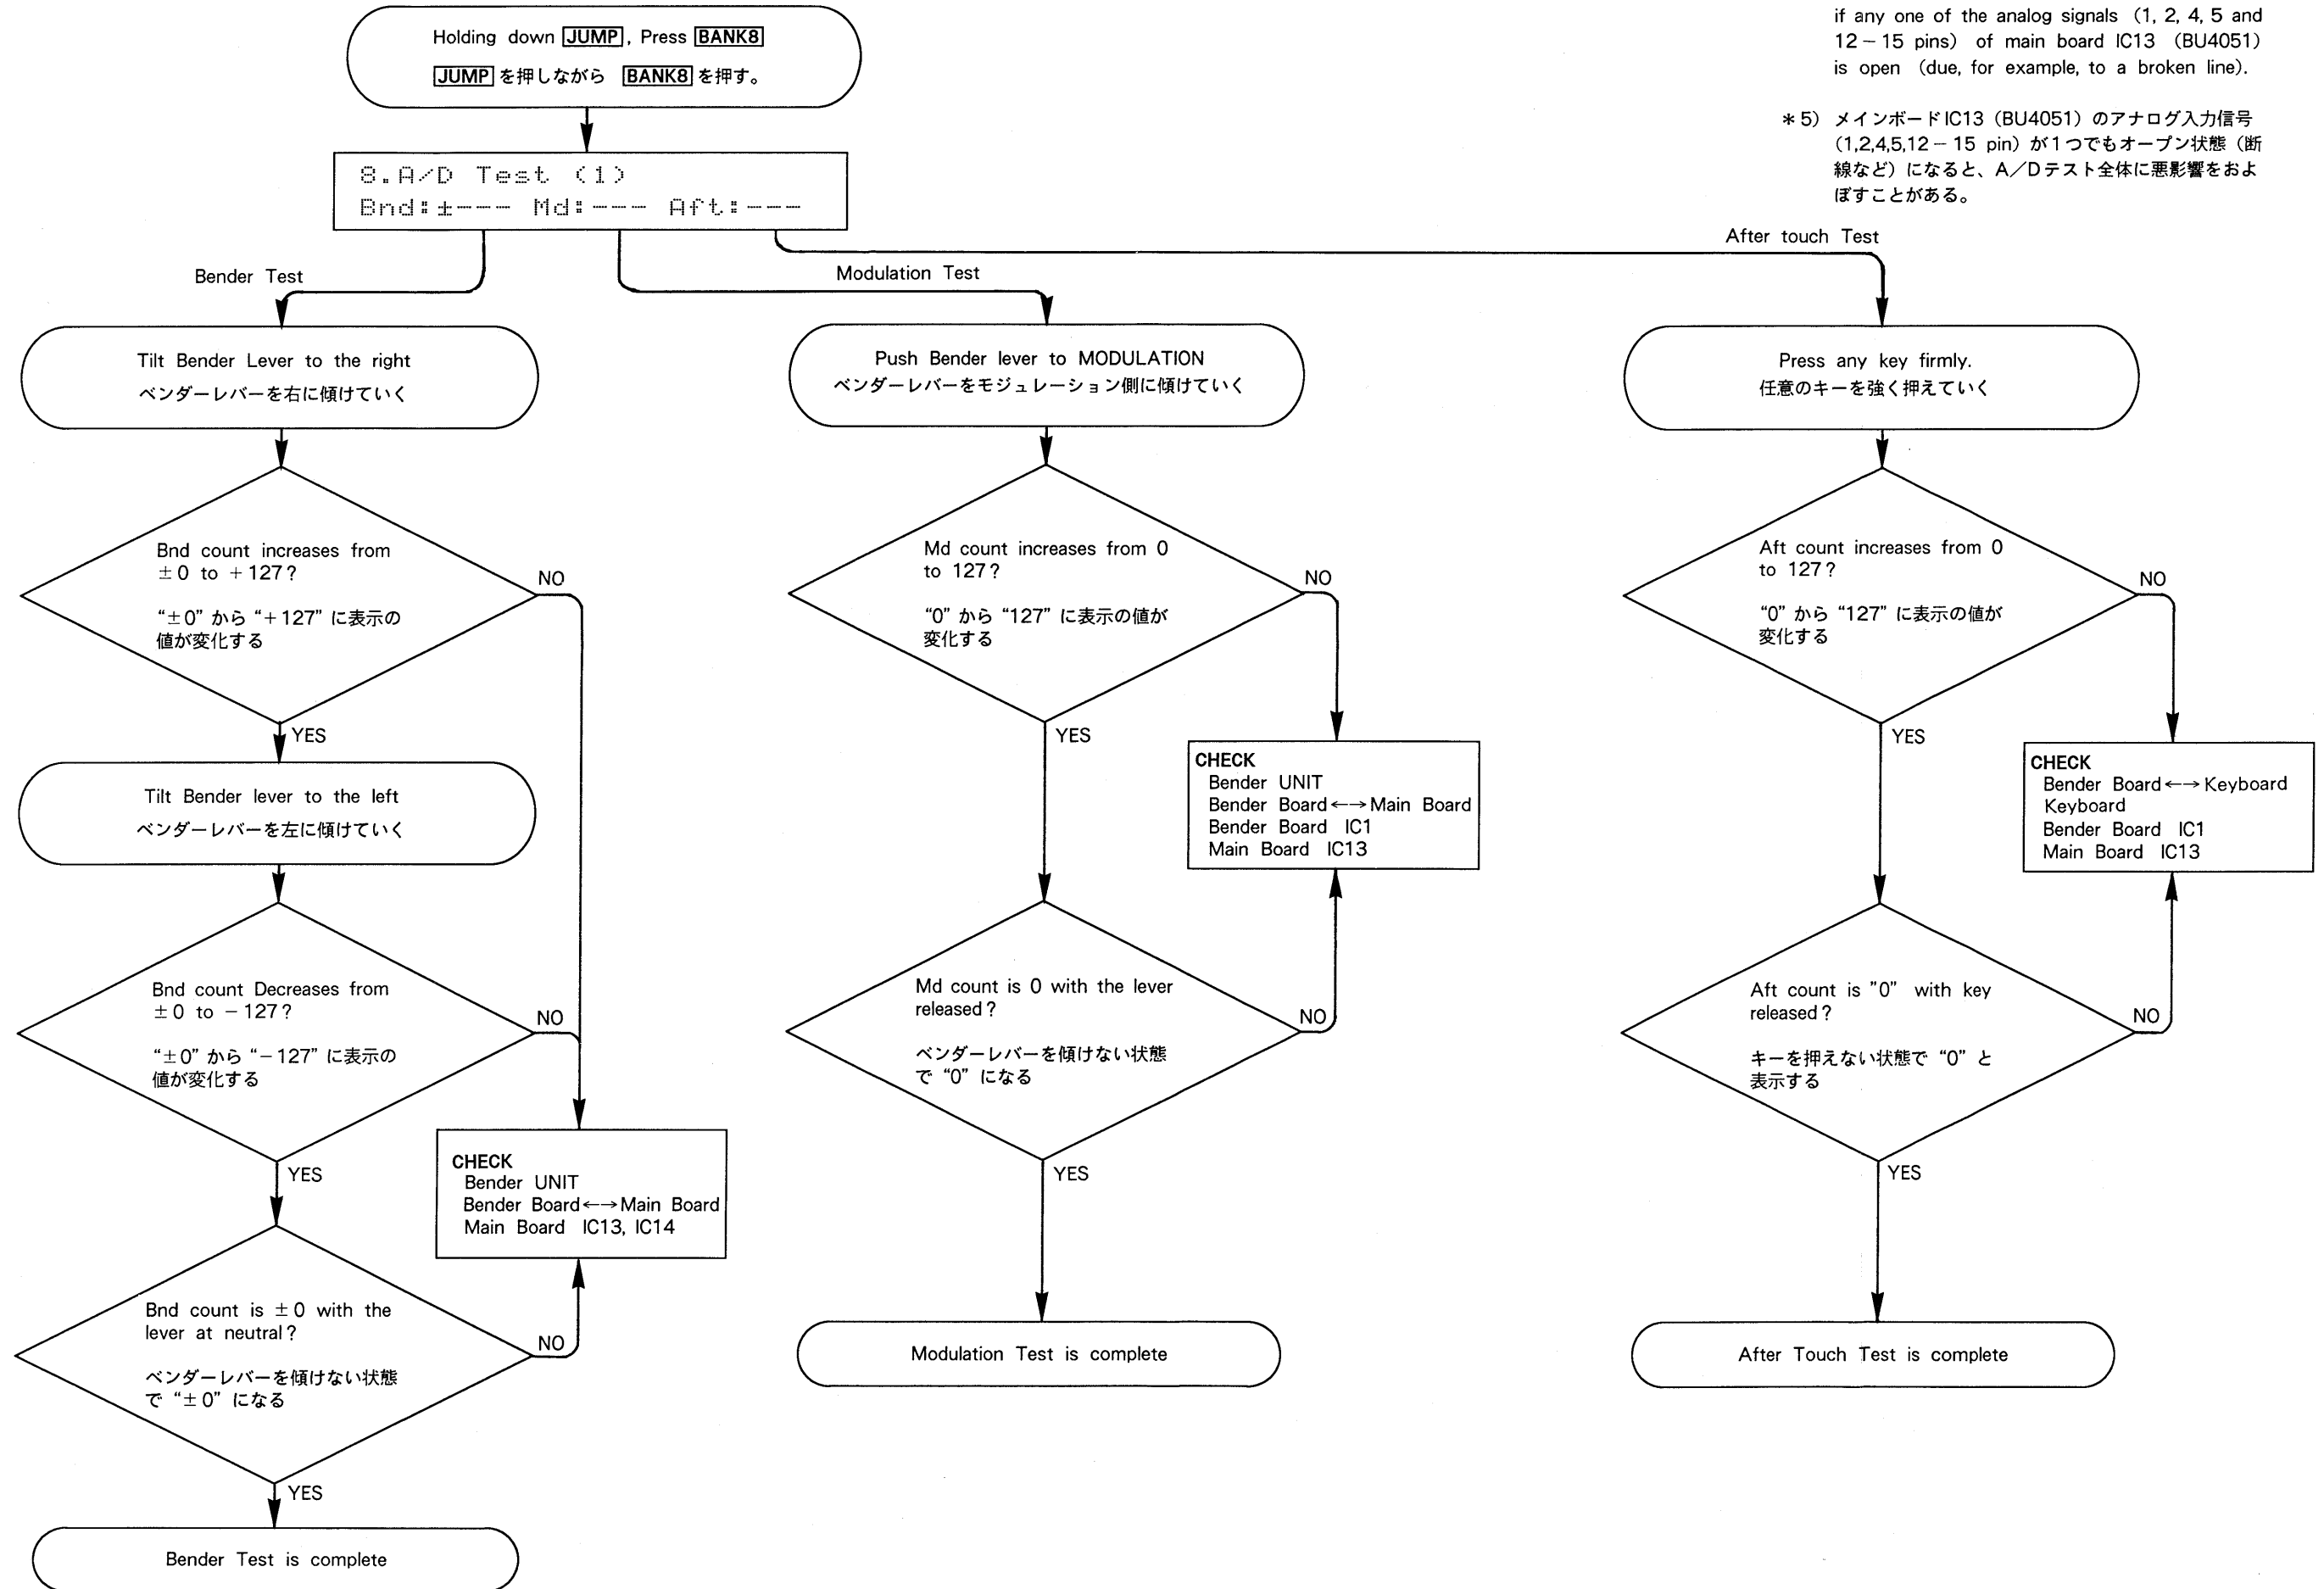 Holding down JUMP, Press BANK8
JUMP を押しながら BANK8 を押す。
if any one of the analog signals (1, 2, 4, 5 and
12－15 pins) of main board IC13 (BU4051)
is open (due, for example, to a broken line).
＊5) メインボードIC13（BU4051）のアナログ入力信号
(1,2,4,5,12－15 pin) が1つでもオープン状態（断
線など）になると、A／Dテスト全体に悪影響をおよ
ぼすことがある。
8.A/D Test (1)
Bnd:±--- Md:--- Aft:---
Bender Test
Modulation Test
After touch Test
Tilt Bender Lever to the right
ベンダーレバーを右に傾けていく
Bnd count increases from
±0 to +127?
“±0” から “+127” に表示の
値が変化する
NO
YES
Tilt Bender lever to the left
ベンダーレバーを左に傾けていく
Bnd count Decreases from
±0 to －127?
“±0” から “－127” に表示の
値が変化する
NO
YES
CHECK
Bender UNIT
Bender Board←→Main Board
Main Board IC13, IC14
Bnd count is ±0 with the
lever at neutral?
ベンダーレバーを傾けない状態
で “±0” になる
NO
YES
Bender Test is complete
Push Bender lever to MODULATION
ベンダーレバーをモジュレーション側に傾けていく
Md count increases from 0
to 127?
“0” から “127” に表示の値が
変化する
NO
YES
CHECK
Bender UNIT
Bender Board←→Main Board
Bender Board IC1
Main Board IC13
Md count is 0 with the lever
released?
ベンダーレバーを傾けない状態
で “0” になる
NO
YES
Modulation Test is complete
Press any key firmly.
任意のキーを強く押えていく
Aft count increases from 0
to 127?
“0” から “127” に表示の値が
変化する
NO
YES
CHECK
Bender Board←→Keyboard
Keyboard
Bender Board IC1
Main Board IC13
Aft count is ”0” with key
released?
キーを押えない状態で “0” と
表示する
NO
YES
After Touch Test is complete